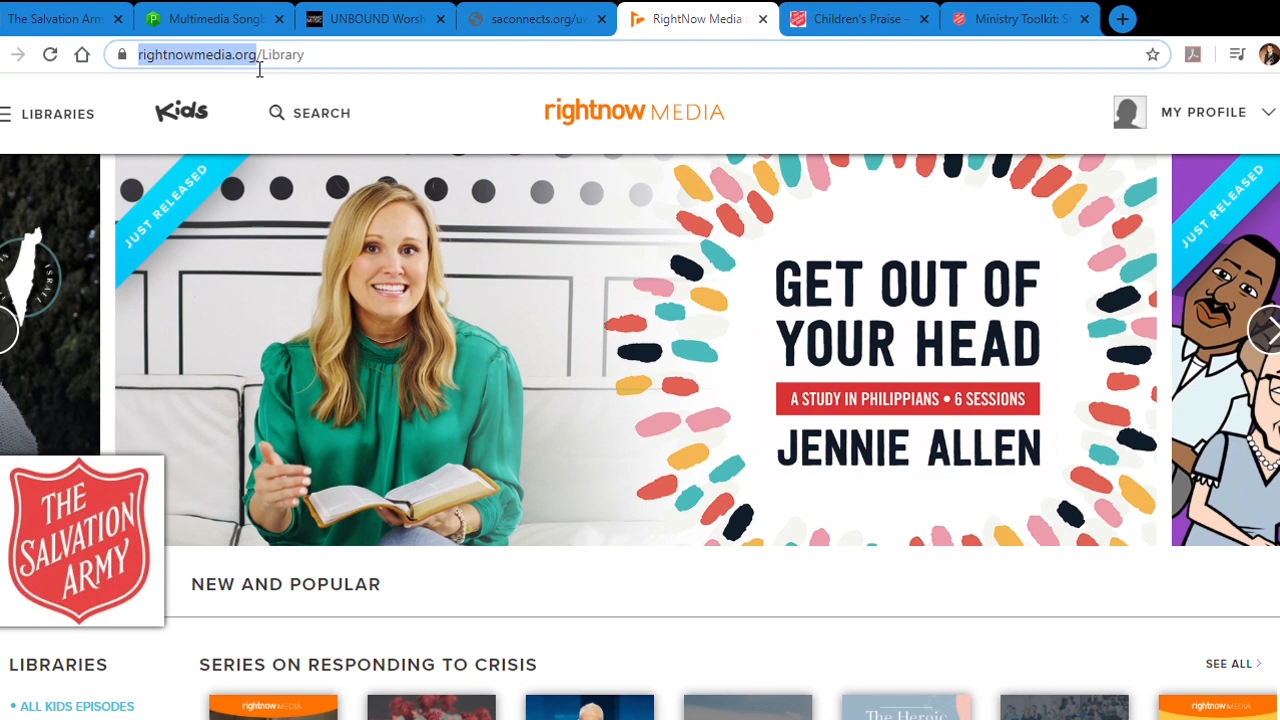 The Salvation Arm
Multimedia Songb
UNBOUND Worsh
saconnects.org/uv
RightNow Media
Children's Praise –
Ministry Toolkit: S
rightnowmedia.org/Library
LIBRARIES
Kids
SEARCH
rightnow MEDIA
MY PROFILE
JUST RELEASED
JUST RELEASED
ISRAEL
GET OUT OF
YOUR HEAD
A STUDY IN PHILIPPIANS • 6 SESSIONS
JENNIE ALLEN
THE
SALVATION
ARMY
NEW AND POPULAR
LIBRARIES
SERIES ON RESPONDING TO CRISIS
SEE ALL
• ALL KIDS EPISODES
rightnow MEDIA
The Heroic
rightnow MEDIA